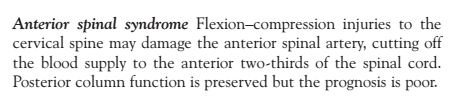 Anterior spinal syndrome Flexion–compression injuries to the
cervical spine may damage the anterior spinal artery, cutting off
the blood supply to the anterior two-thirds of the spinal cord.
Posterior column function is preserved but the prognosis is poor.